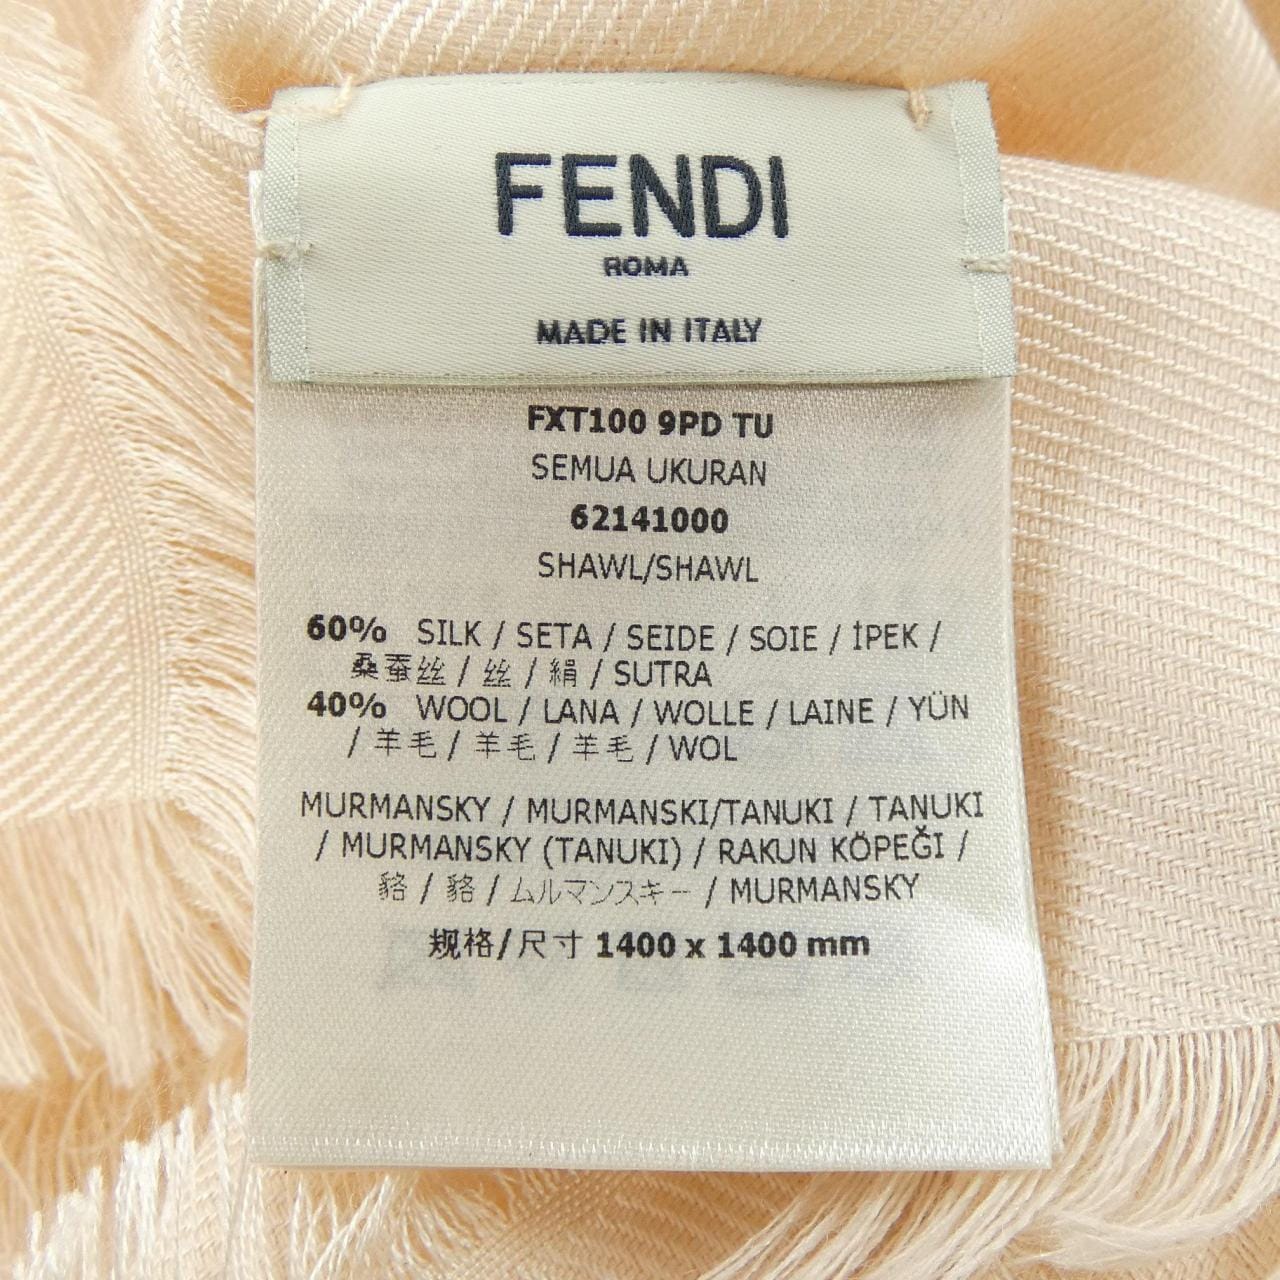 FENDI
ROMA
MADE IN ITALY
FXT100 9PD TU
SEMUA UKURAN
62141000
SHAWL/SHAWL
60% SILK / SETA / SEIDE / SOIE / İPEK /
桑蚕丝 / 丝 / 絹 / SUTRA
40% WOOL / LANA / WOLLE / LAINE / YÜN
/ 羊毛 / 羊毛 / 羊毛 / WOL
MURMANSKY / MURMANSKI/TANUKI / TANUKI
/ MURMANSKY (TANUKI) / RAKUN KÖPEĞI /
貉 / 貉 / ムルマンスキー / MURMANSKY
规格/尺寸 1400 x 1400 mm